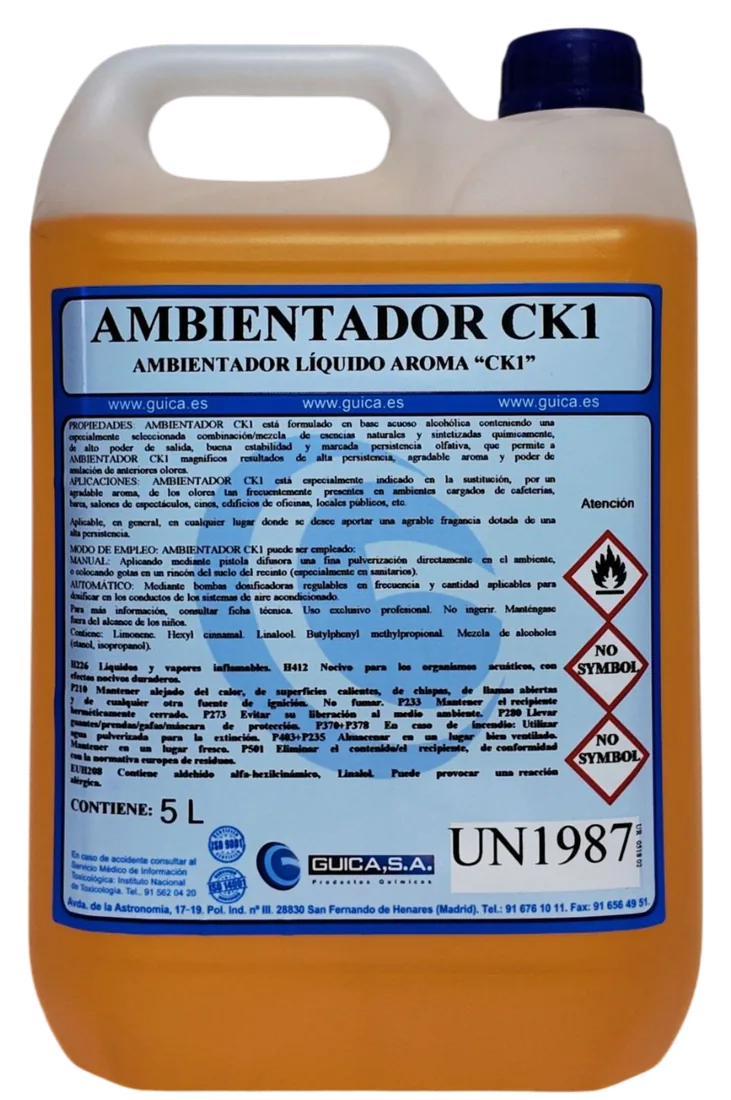 AMBIENTADOR CK1
AMBIENTADOR LÍQUIDO AROMA “CK1”
www.guica.es www.guica.es www.guica.es
PROPIEDADES: AMBIENTADOR CK1 está formulado en base acuoso alcohólica conteniendo una
especialmente seleccionada combinación/mezcla de esencias naturales y sintetizadas químicamente,
de alto poder de salida, buena estabilidad y marcada persistencia olfativa, que permite a
AMBIENTADOR CK1 magníficos resultados de alta persistencia, agradable aroma y poder de
anulación de anteriores olores.
APLICACIONES: AMBIENTADOR CK1 está especialmente indicado en la sustitución, por un
agradable aroma, de los olores tan frecuentemente presentes en ambientes cargados de cafeterías,
bares, salones de espectáculos, cines, edificios de oficinas, locales públicos, etc.
Aplicable, en general, en cualquier lugar donde se desee aportar una agrable fragancia dotada de una
alta persistencia.
MODO DE EMPLEO: AMBIENTADOR CK1 puede ser empleado:
MANUAL: Aplicando mediante pistola difusora una fina pulverización directamente en el ambiente,
o colocando gotas en un rincón del suelo del recinto (especialmente en sanitarios).
AUTOMÁTICO: Mediante bombas dosificadoras regulables en frecuencia y cantidad aplicables para
dosificar en los conductos de los sistemas de aire acondicionado.
Para más información, consultar ficha técnica. Uso exclusivo profesional. No ingerir. Manténgase
fuera del alcance de los niños.
Contiene: Limonene. Hexyl cinnamal. Linalool. Butylphenyl methylpropional. Mezcla de alcoholes
(etanol, isopropanol).
H226 Líquidos y vapores inflamables. H412 Nocivo para los organismos acuáticos, con
efectos nocivos duraderos.
P210 Mantener alejado del calor, de superficies calientes, de chispas, de llamas abiertas
y de cualquier otra fuente de ignición. No fumar. P233 Mantener el recipiente
herméticamente cerrado. P273 Evitar su liberación al medio ambiente. P280 Llevar
guantes/prendas/gafas/máscara de protección. P370+P378 En caso de incendio: Utilizar
agua pulverizada para la extinción. P403+P235 Almacenar en un lugar bien ventilado.
Mantener en un lugar fresco. P501 Eliminar el contenido/el recipiente, de conformidad
con la normativa europea de residuos.
EUH208 Contiene aldehido alfa-hexilcinámico, Linalol. Puede provocar una reacción
alérgica.
Atención
NO
SYMBOL
NO
SYMBOL
CONTIENE: 5 L
En caso de accidente consultar al
Servicio Médico de Información
Toxicológica: Instituto Nacional
de Toxicología. Tel.. 91 562 04 20
ISO 9001
ISO 14001
GUICA,S.A.
Productos Químicos
UN1987
Avda. de la Astronomia, 17-19. Pol. Ind. nº III. 28830 San Fernando de Henares (Madrid). Tel.: 91 676 10 11. Fax: 91 656 49 51.